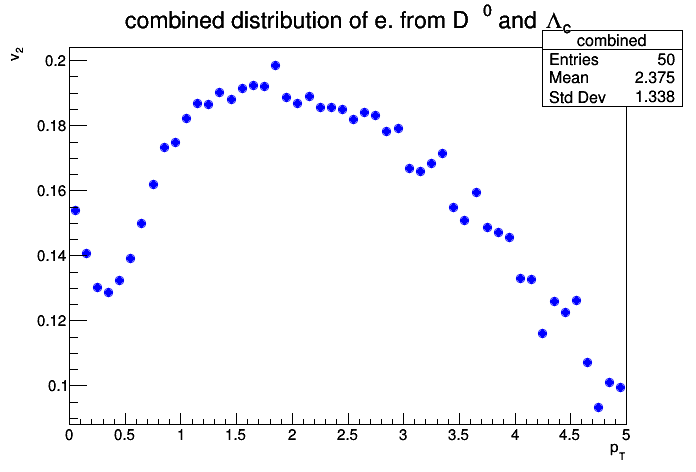 combined distribution of e. from D⁰ and Λc
combined
Entries 50
Mean 2.375
Std Dev 1.338
v₂
0.2
0.18
0.16
0.14
0.12
0.1
0 0.5 1 1.5 2 2.5 3 3.5 4 4.5 5
p_T